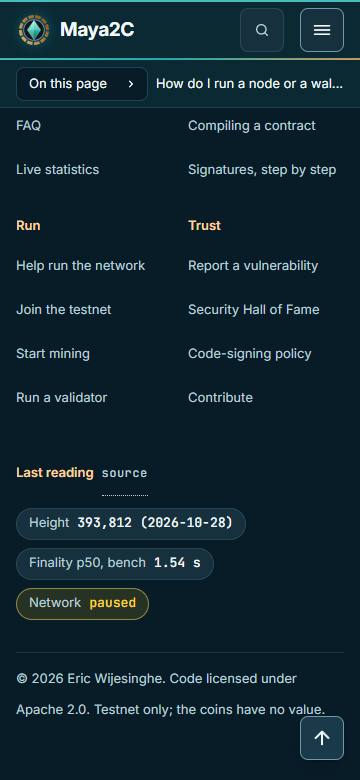 Maya2C
On this page
How do I run a node or a wal...
FAQ
Compiling a contract
Live statistics
Signatures, step by step
Run
Trust
Help run the network
Report a vulnerability
Join the testnet
Security Hall of Fame
Start mining
Code-signing policy
Run a validator
Contribute
Last reading source
Height 393,812 (2026-10-28)
Finality p50, bench 1.54 s
Network paused
© 2026 Eric Wijesinghe. Code licensed under
Apache 2.0. Testnet only; the coins have no value.